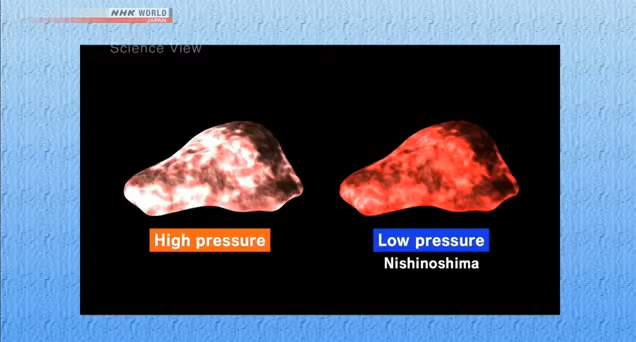 NHK WORLD
JAPAN
Science View
High pressure
Low pressure
Nishinoshima